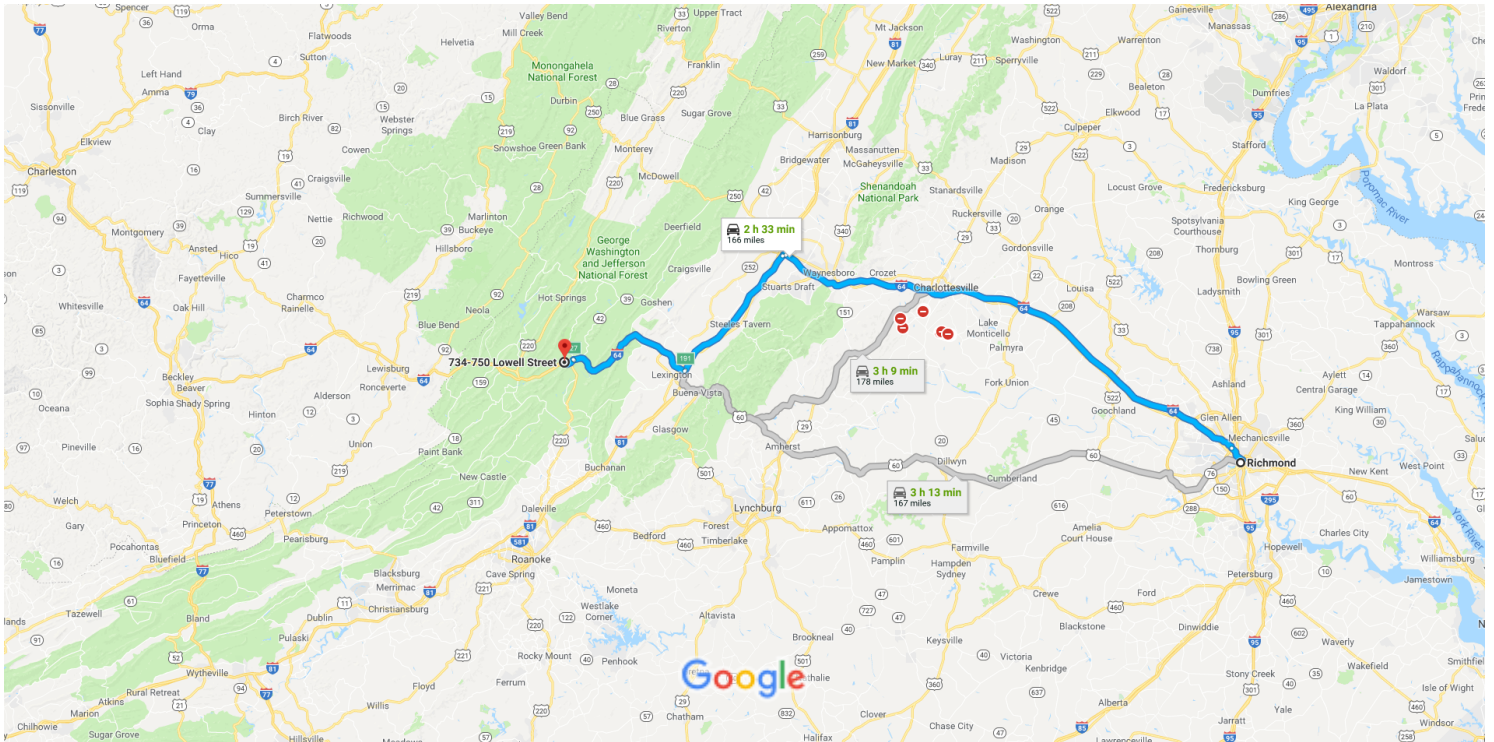 Spencer
Orma
Flatwoods
Sutton
Helvetia
Valley Bend
Mill Creek
Upper Tract
Riverton
Franklin
Mt Jackson
New Market
Luray
Washington
Sperryville
Warrenton
Gainesville
Manassas
Alexandria
Left Hand
Amma
Sissonville
Clay
Elkview
Birch River
Webster
Springs
Monongahela
National Forest
Durbin
Blue Grass
Sugar Grove
Harrisonburg
Massanutten
McGaheysville
Bridgewater
Culpeper
Elkwood
Bealeton
Dumfries
Waldorf
La Plata
Stafford
Charleston
Cowen
Craigsville
Summersville
Nettie
Richwood
Snowshoe
Green Bank
Monterey
McDowell
Marlinton
Buckeye
Hillsboro
Shenandoah
National Park
Stanardsville
Madison
Locust Grove
Fredericksburg
King George
Potomac River
Montgomery
Ansted
Hico
Fayetteville
George
Washington
and Jefferson
National Forest
Deerfield
Craigsville
2 h 33 min
166 miles
Ruckersville
Orange
Gordonsville
Spotsylvania
Courthouse
Thornburg
Montross
Whitesville
Oak Hill
Charmco
Rainelle
Neola
Blue Bend
Hot Springs
Goshen
Waynesboro
Stuarts Draft
Crozet
Charlottesville
Louisa
Bowling Green
Ladysmith
Warsaw
Tappahannock
Steeles Tavern
Lake
Monticello
Palmyra
Rappahannock
734-750 Lowell Street
Lexington
Buena Vista
3 h 9 min
178 miles
Fork Union
Ashland
Aylett
Central Garage
King William
Beckley
Beaver
Sophia
Shady Spring
Lewisburg
Ronceverte
Alderson
Hinton
Union
Oceana
Pineville
Paint Bank
New Castle
Glasgow
Buchanan
Amherst
Goochland
Glen Allen
Mechanicsville
Richmond
New Kent
West Point
Dillwyn
Cumberland
3 h 13 min
167 miles
Welch
Gary
Athens
Princeton
Peterstown
Pearisburg
Daleville
Lynchburg
Forest
Timberlake
Bedford
Appomattox
Amelia
Court House
Charles City
York River
Williamsburg
Jamestown
Pocahontas
Bluefield
Roanoke
Cave Spring
Blacksburg
Merrimac
Christiansburg
Pamplin
Farmville
Hampden
Sydney
Hopewell
Petersburg
Tazewell
Bland
Dublin
Pulaski
Moneta
Westlake
Corner
Altavista
Brookneal
Crewe
Ford
Blackstone
Dinwiddie
Waverly
Wakefield
Smithfield
Wytheville
Rural Retreat
Atkins
Marion
Chilhowie
Sugar Grove
Hillsville
Floyd
Willis
Rocky Mount
Ferrum
Penhook
Google
Chatham
Halifax
Keysville
Victoria
Kenbridge
Clover
Chase City
Stony Creek
Yale
Isle of Wight
Windsor
Alberta
Jarratt
Lawrenceville